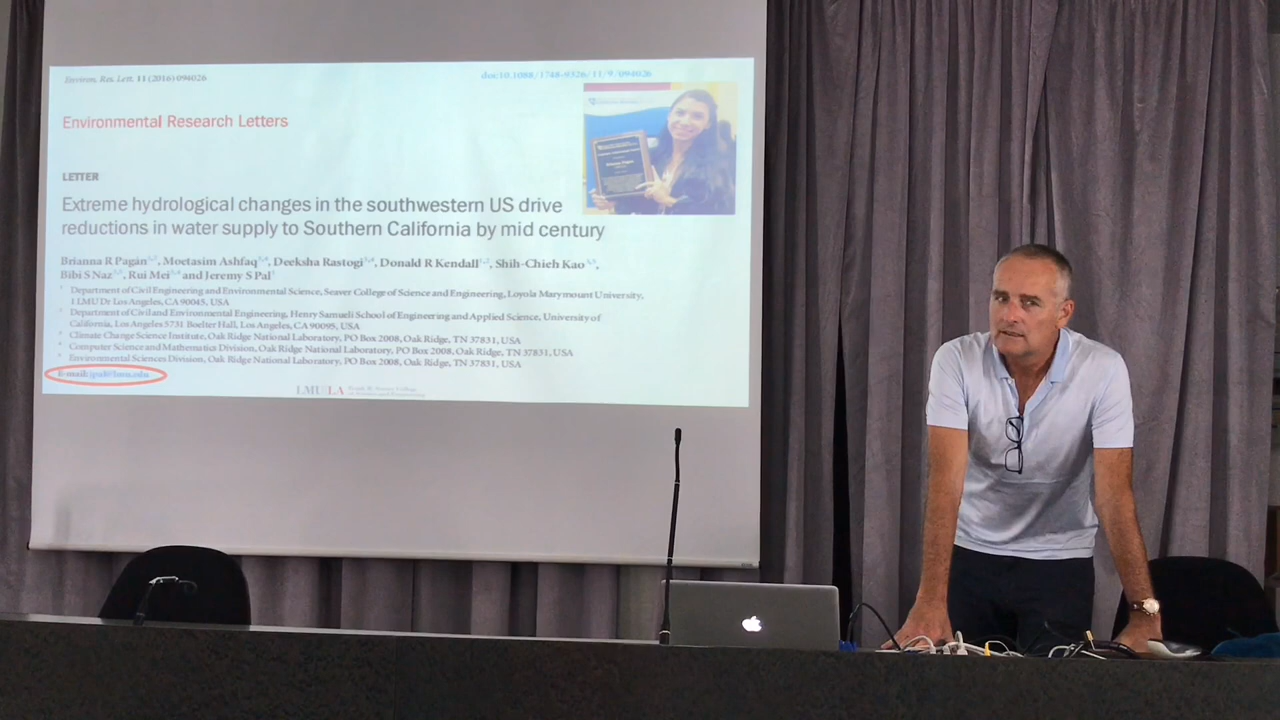 Environ. Res. Lett. 11 (2016) 094026
doi:10.1088/1748-9326/11/9/094026
Environmental Research Letters
LETTER
Extreme hydrological changes in the southwestern US drive
reductions in water supply to Southern California by mid century
Brianna R Pagán, Moetasim Ashfaq, Deeksha Rastogi, Donald R Kendall, Shih-Chieh Kao,
Bibi S Naz, Rui Mei and Jeremy S Pal
Department of Civil Engineering and Environmental Science, Seaver College of Science and Engineering, Loyola Marymount University,
1 LMU Dr Los Angeles, CA 90045, USA
Department of Civil and Environmental Engineering, Henry Samueli School of Engineering and Applied Science, University of
California, Los Angeles 5731 Boelter Hall, Los Angeles, CA 90095, USA
Climate Change Science Institute, Oak Ridge National Laboratory, PO Box 2008, Oak Ridge, TN 37831, USA
Computer Science and Mathematics Division, Oak Ridge National Laboratory, PO Box 2008, Oak Ridge, TN 37831, USA
Environmental Sciences Division, Oak Ridge National Laboratory, PO Box 2008, Oak Ridge, TN 37831, USA
E-mail: jpal@lmu.edu
LMU LA